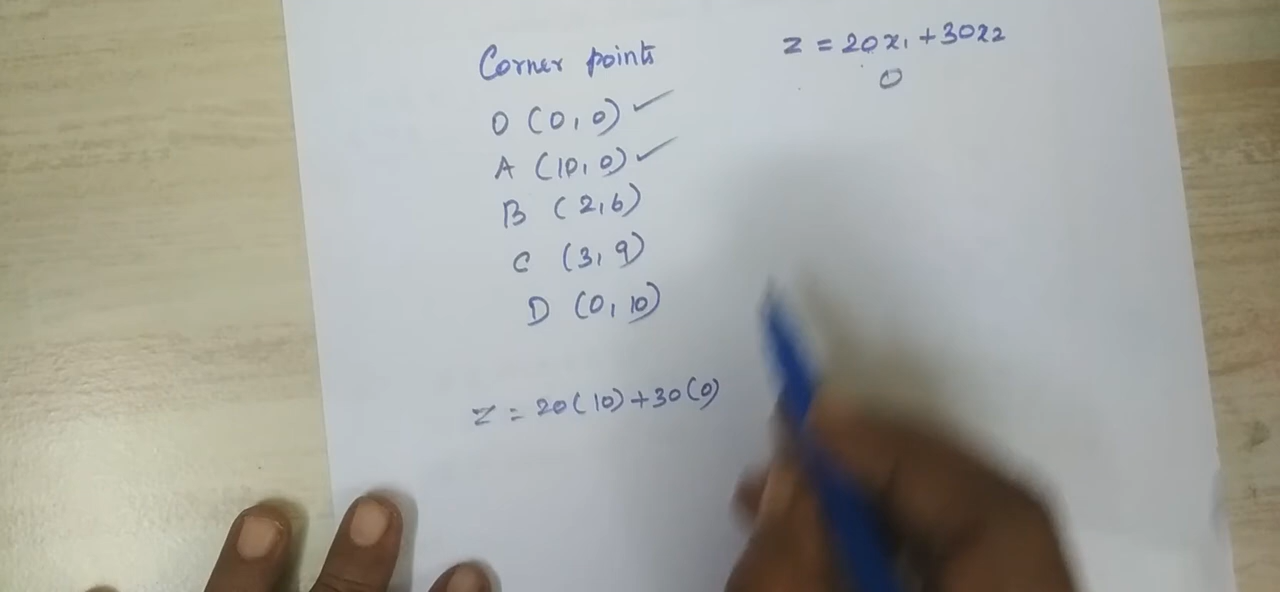 Corner points
z = 20x₁ + 30x₂
0
O (0, 0) ✓
A (10, 0) ✓
B (2, 6)
C (3, 9)
D (0, 10)
z = 20(10) + 30(0)